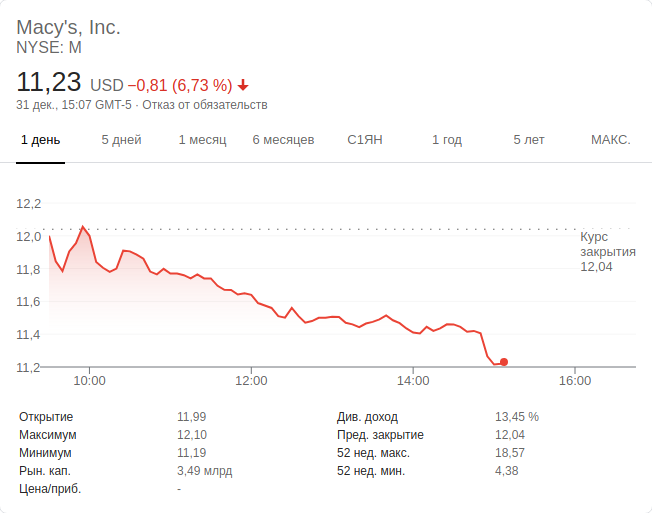 Macy's, Inc.
NYSE: M
11,23 USD −0,81 (6,73 %)
31 дек., 15:07 GMT-5 · Отказ от обязательств
1 день 5 дней 1 месяц 6 месяцев С1ЯН 1 год 5 лет МАКС.
12,2
12,0
11,8
11,6
11,4
11,2
Курс
закрытия
12,04
10:00 12:00 14:00 16:00
Открытие 11,99 Див. доход 13,45 %
Максимум 12,10 Пред. закрытие 12,04
Минимум 11,19 52 нед. макс. 18,57
Рын. кап. 3,49 млрд 52 нед. мин. 4,38
Цена/приб. -